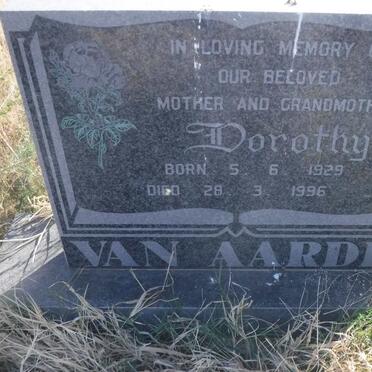 IN LOVING MEMORY
OUR BELOVED
MOTHER AND GRANDMOTH
Dorothy
BORN 5. 6. 1929
DIED 28. 3. 1996
VAN AARD